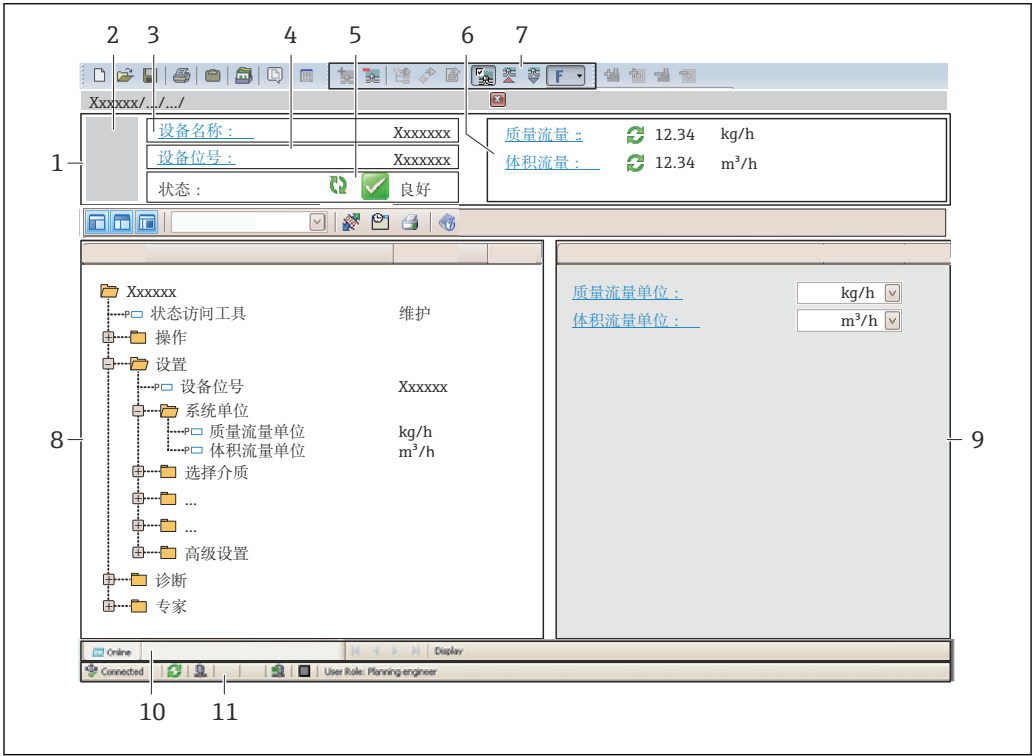 2 3 4 5 6 7
F
Xxxxxx/.../.../
1
设备名称： Xxxxxxx
设备位号： Xxxxxxx
状态： 良好
质量流量：: 12.34 kg/h
体积流量： 12.34 m³/h
Xxxxxx
P 状态访问工具 维护
操作
设置
P 设备位号 Xxxxxx
系统单位
P 质量流量单位 kg/h
P 体积流量单位 m³/h
选择介质
...
...
高级设置
诊断
专家
8
质量流量单位： kg/h
体积流量单位： m³/h
9
Online Display
Connected User Role: Planning engineer
10 11